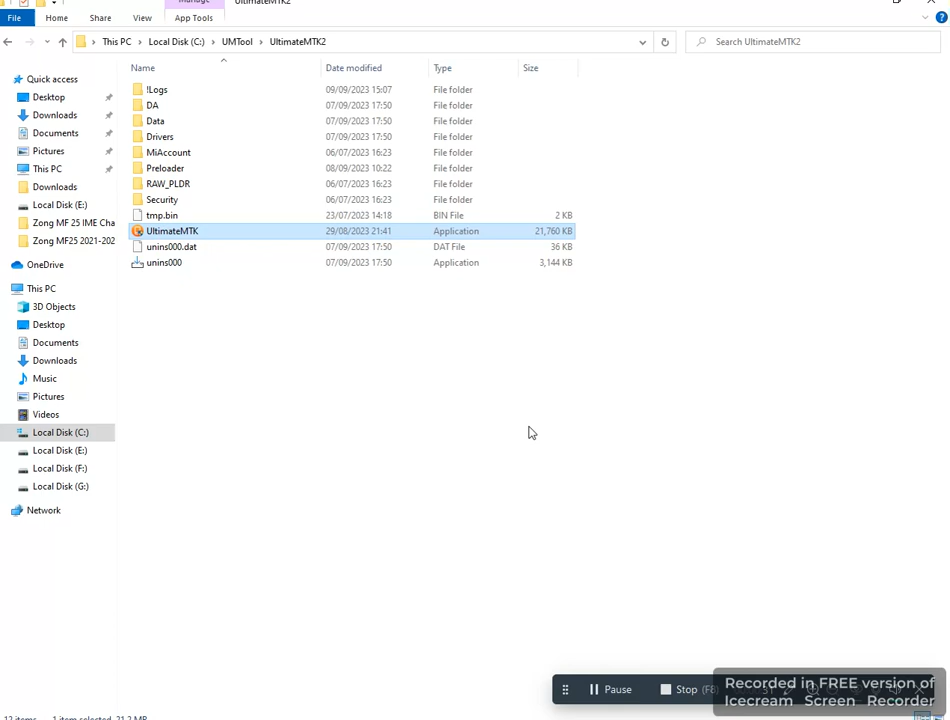 Manage
UltimateMTK2
File
Home
Share
View
App Tools
This PC
Local Disk (C:)
UMTool
UltimateMTK2
Search UltimateMTK2
Name
Date modified
Type
Size
Quick access
Desktop
Downloads
Documents
Pictures
This PC
Downloads
Local Disk (E:)
Zong MF 25 IME Cha
Zong MF25 2021-202
OneDrive
This PC
3D Objects
Desktop
Documents
Downloads
Music
Pictures
Videos
Local Disk (C:)
Local Disk (E:)
Local Disk (F:)
Local Disk (G:)
Network
!Logs 09/09/2023 15:07 File folder
DA 07/09/2023 17:50 File folder
Data 07/09/2023 17:50 File folder
Drivers 07/09/2023 17:50 File folder
MiAccount 06/07/2023 16:23 File folder
Preloader 08/09/2023 10:22 File folder
RAW_PLDR 06/07/2023 16:23 File folder
Security 06/07/2023 16:23 File folder
tmp.bin 23/07/2023 14:18 BIN File 2 KB
UltimateMTK 29/08/2023 21:41 Application 21,760 KB
unins000.dat 07/09/2023 17:50 DAT File 36 KB
unins000 07/09/2023 17:50 Application 3,144 KB
Pause
Stop (F8)
Recorded in FREE version of
Icecream Screen Recorder
12 items 1 item selected 21.2 MB